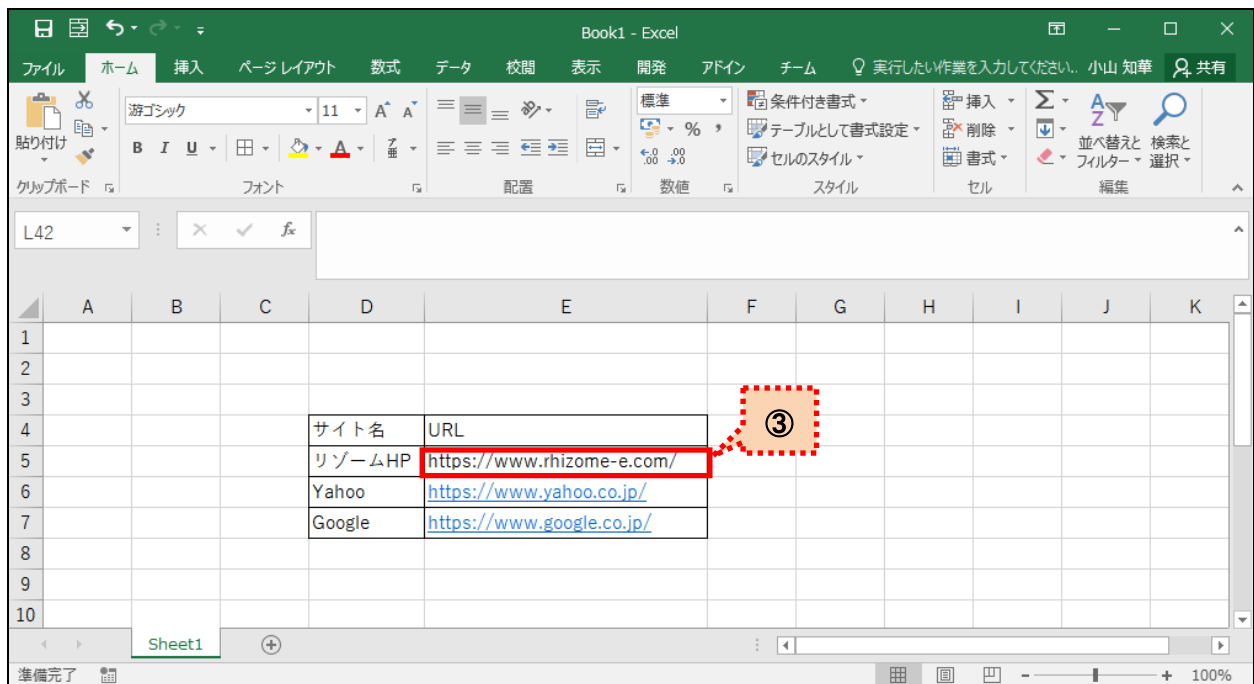 Book1 - Excel
ファイル ホーム 挿入 ページ レイアウト 数式 データ 校閲 表示 開発 アドイン チーム 実行したい作業を入力してください... 小山 知華 共有
游ゴシック 11 A A 標準 条件付き書式 挿入 Σ A Z
貼り付け B I U A ア 亜 % , テーブルとして書式設定 削除 並べ替えと フィルター 検索と 選択
.0 .00 .00 .0 セルのスタイル 書式
クリップボード フォント 配置 数値 スタイル セル 編集
L42 fx
A B C D E F G H I J K
1
2
3
4 サイト名 URL ③
5 リゾームHP https://www.rhizome-e.com/
6 Yahoo https://www.yahoo.co.jp/
7 Google https://www.google.co.jp/
8
9
10
Sheet1
準備完了 - + 100%